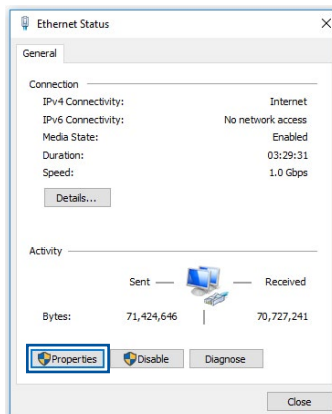 Ethernet Status
General
Connection
IPv4 Connectivity: Internet
IPv6 Connectivity: No network access
Media State: Enabled
Duration: 03:29:31
Speed: 1.0 Gbps
Details...
Activity
Sent — Received
Bytes: 71,424,646 | 70,727,241
Properties Disable Diagnose
Close